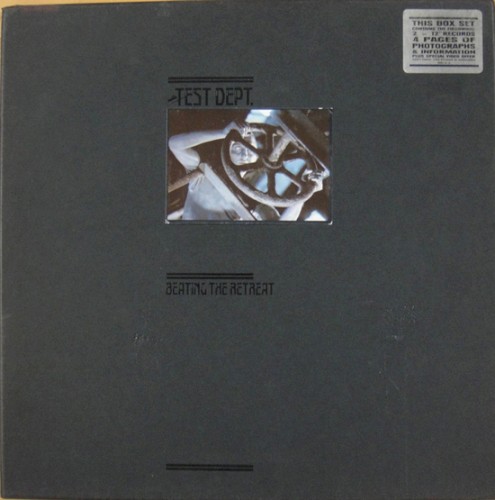 THIS BOX SET
2 - 12" RECORDS
4 PAGES OF
PHOTOGRAPHS
& INFORMATION
TEST DEPT.
BEATING THE RETREAT